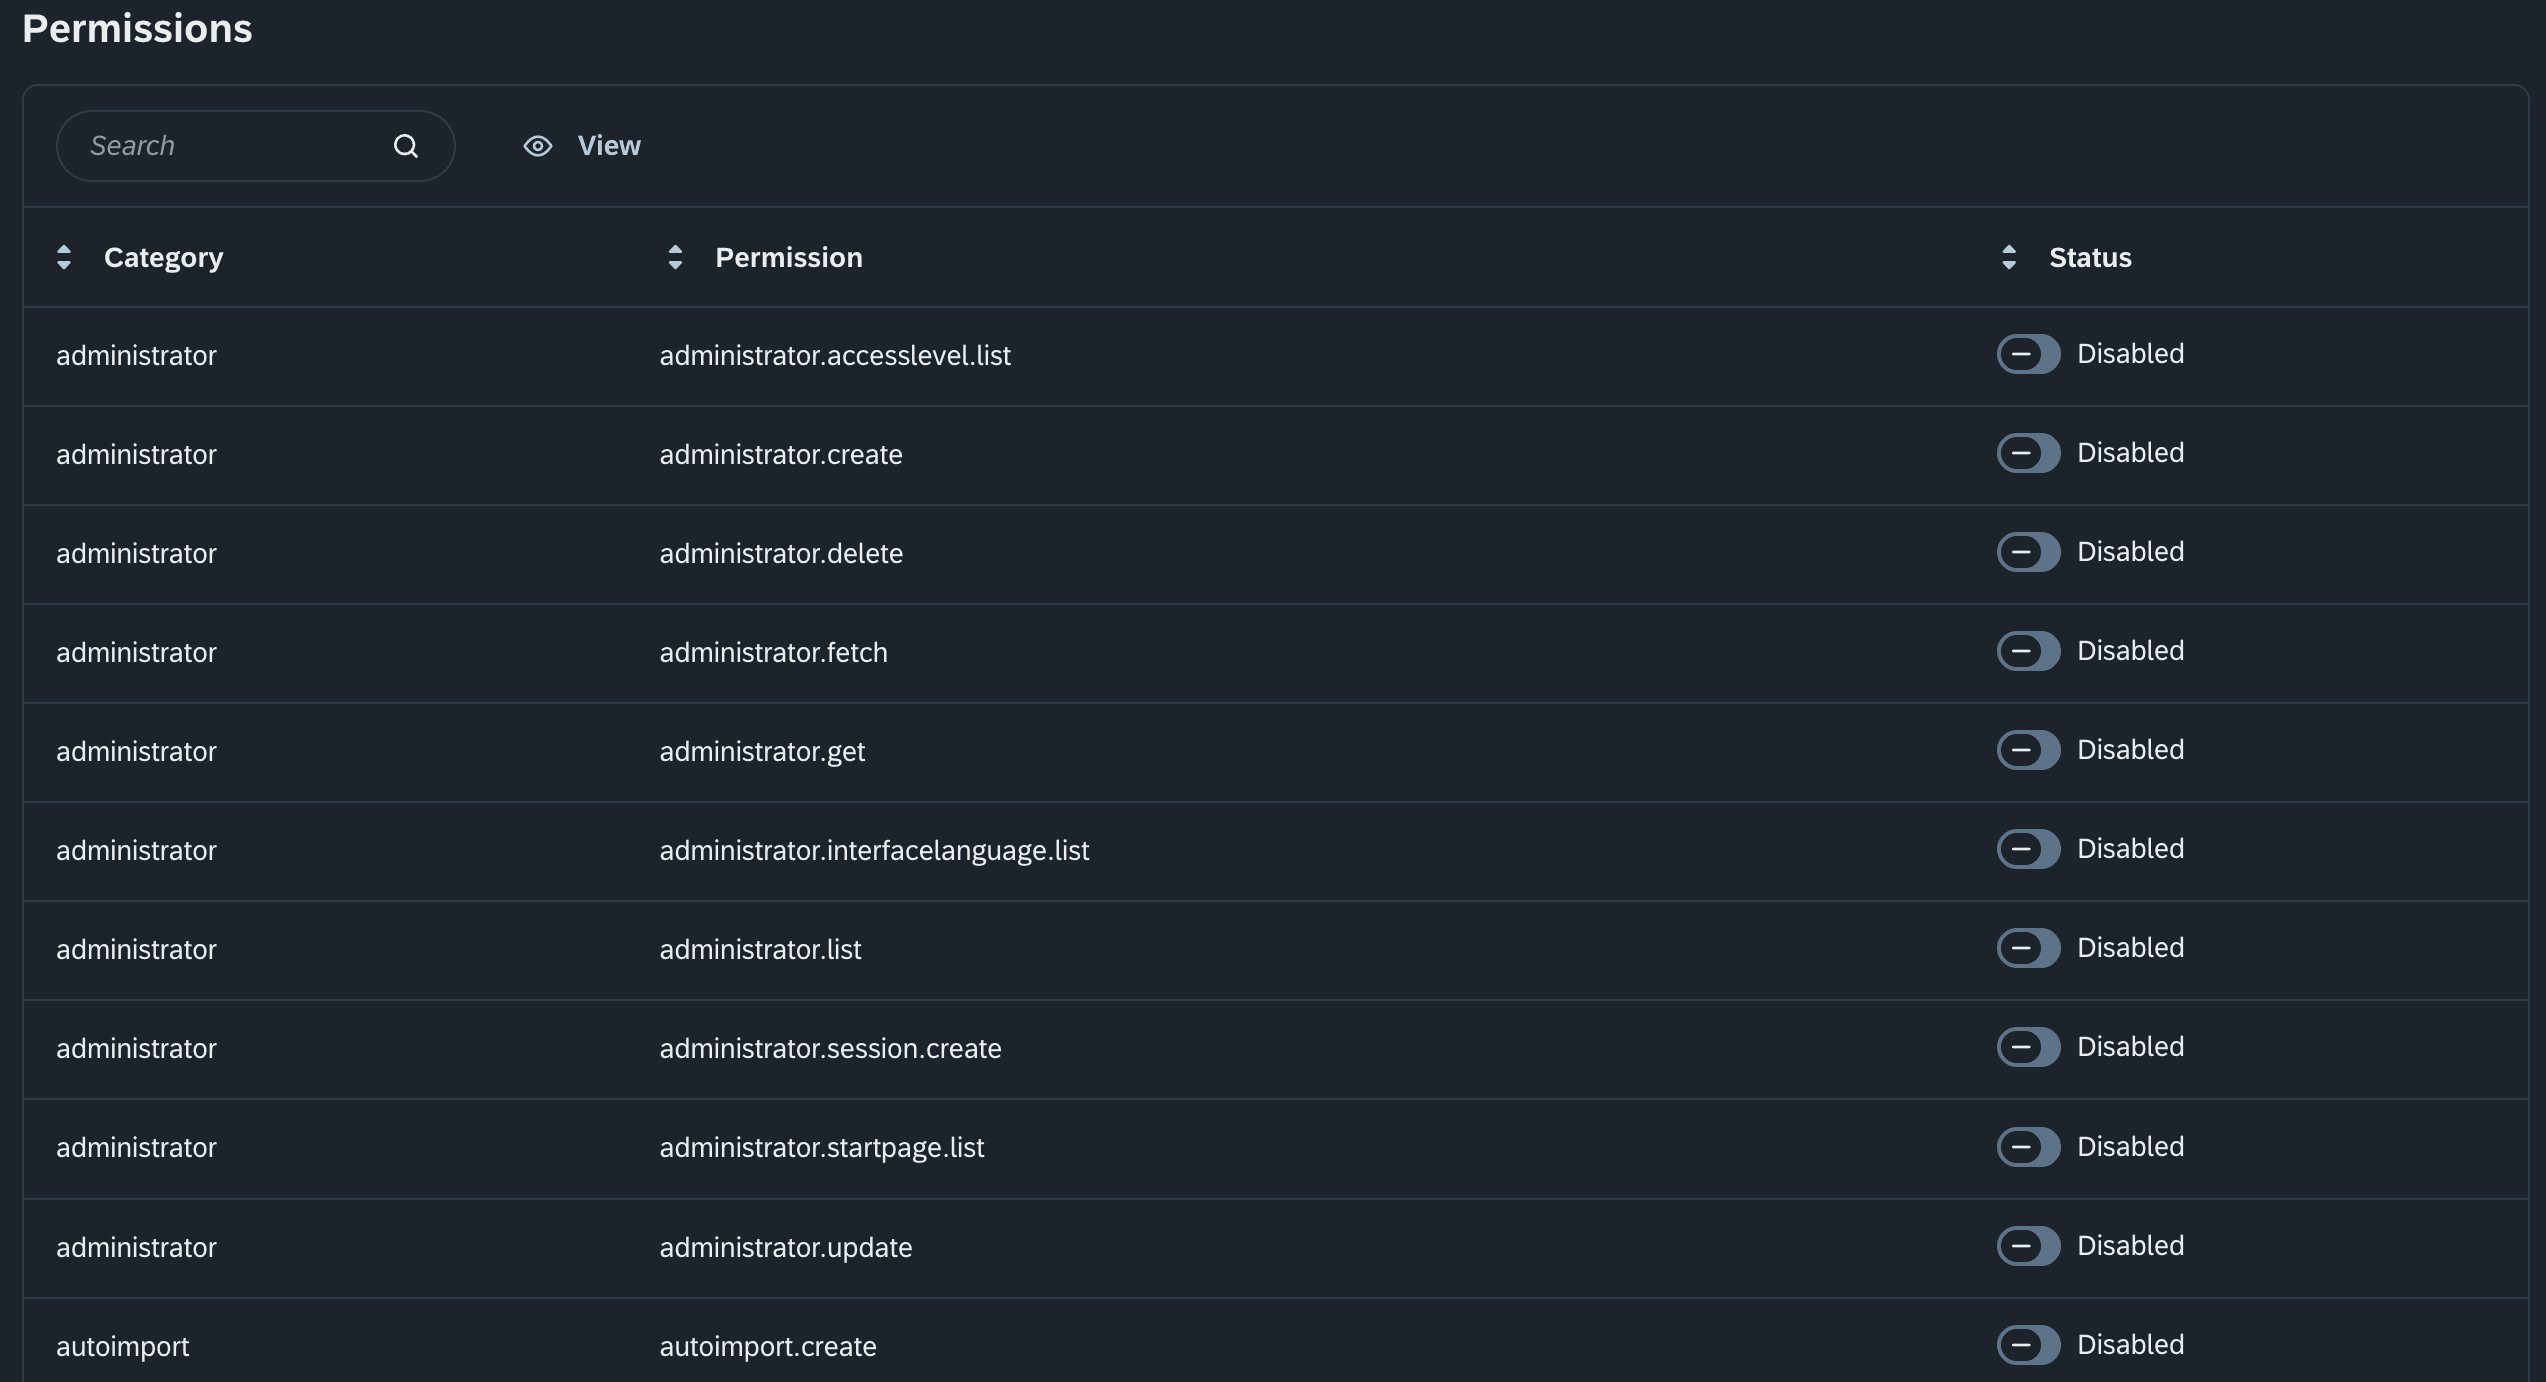 Permissions
Search View
Category Permission Status
administrator administrator.accesslevel.list Disabled
administrator administrator.create Disabled
administrator administrator.delete Disabled
administrator administrator.fetch Disabled
administrator administrator.get Disabled
administrator administrator.interfacelanguage.list Disabled
administrator administrator.list Disabled
administrator administrator.session.create Disabled
administrator administrator.startpage.list Disabled
administrator administrator.update Disabled
autoimport autoimport.create Disabled